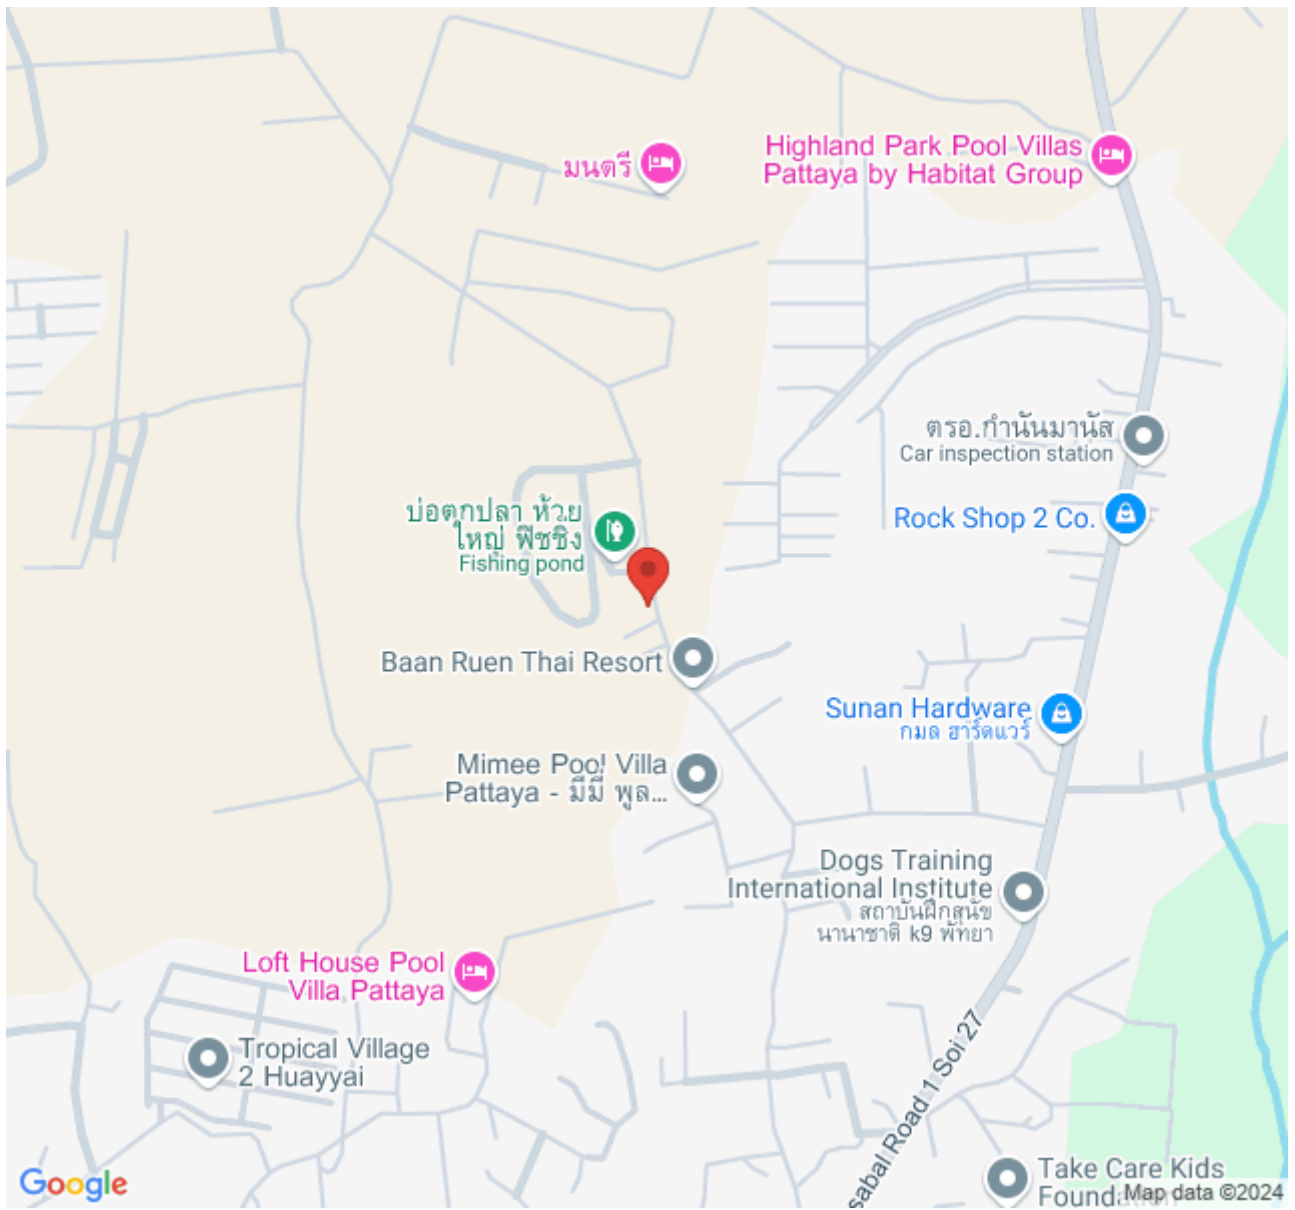 Highland Park Pool Villas
Pattaya by Habitat Group
มนตรี
ตรอ.กำนันมานัส
Car inspection station
บ่อตกปลา ห้วย
ใหญ่ ฟิชชิ่ง
Fishing pond
Rock Shop 2 Co.
Baan Ruen Thai Resort
Sunan Hardware
กมล ฮาร์ดแวร์
Mimee Pool Villa
Pattaya - มีมี่ พูล...
Dogs Training
International Institute
สถาบันฝึกสุนัข
นานาชาติ k9 พัทยา
Loft House Pool
Villa Pattaya
Tropical Village
2 Huayyai
sabal Road 1 Soi 27
Take Care Kids
Google
Map data ©2024